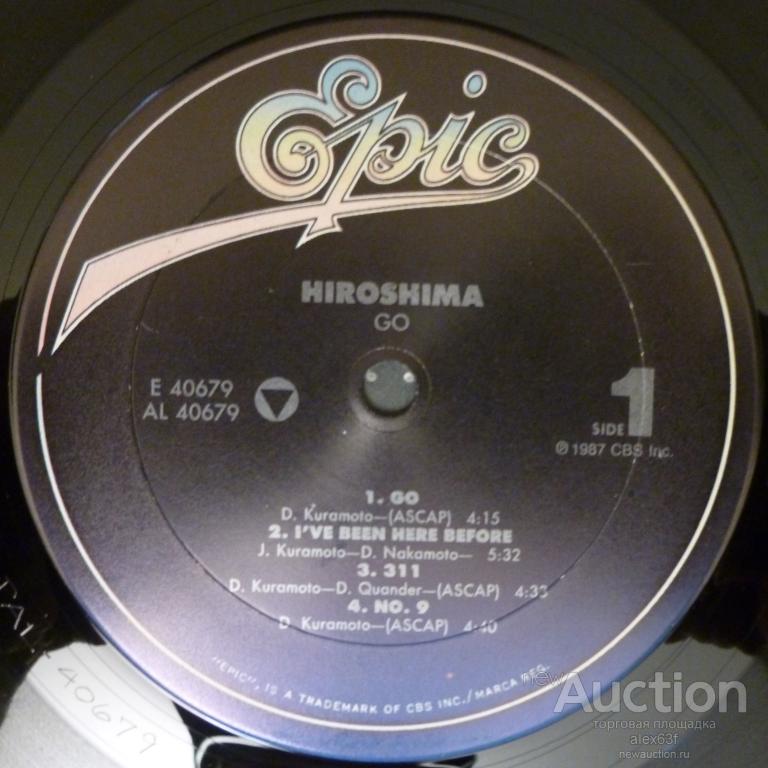 Epic
HIROSHIMA
GO
E 40679
AL 40679
SIDE 1
℗ 1987 CBS Inc.
1. GO
D. Kuramoto—(ASCAP) 4:15
2. I'VE BEEN HERE BEFORE
J. Kuramoto—D. Nakamoto— 5:32
3. 311
D. Kuramoto—D. Quander—(ASCAP) 4:33
4. NO. 9
D Kuramoto—(ASCAP) 4:40
"EPIC", IS A TRADEMARK OF CBS INC./MARCA REG.
40679
newAuction
торговая площадка
alex63f
newauction.ru